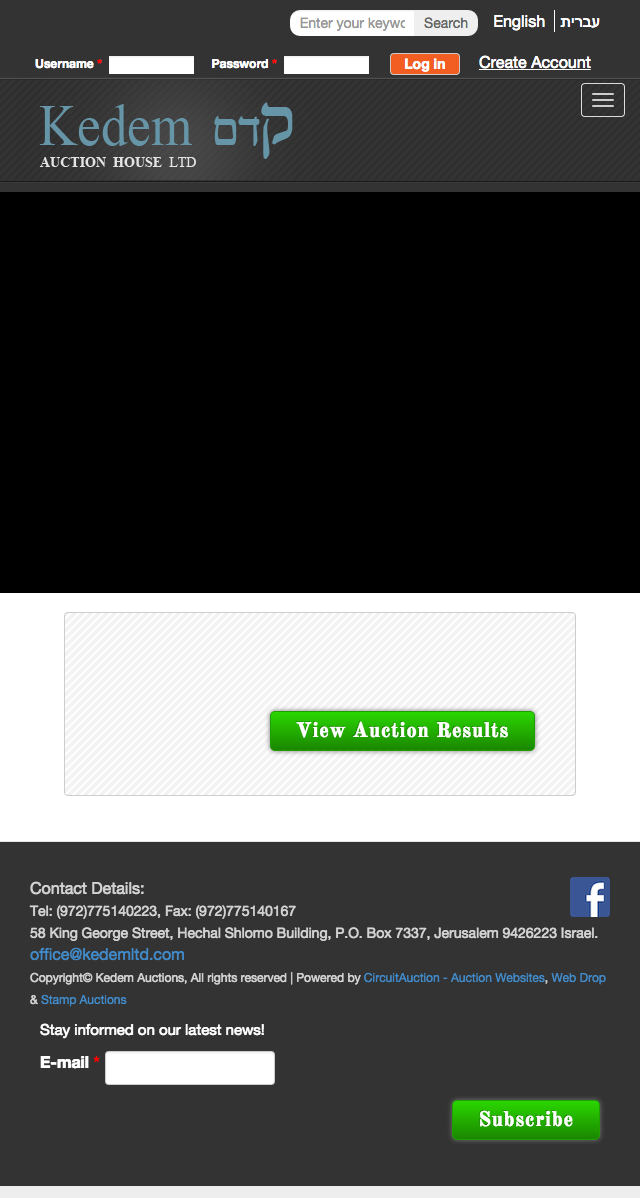 Enter your keywo
Search
English
עברית
Username *
Password *
Log in
Create Account
Kedem קדם
AUCTION HOUSE LTD
View Auction Results
Contact Details:
Tel: (972)775140223, Fax: (972)775140167
58 King George Street, Hechal Shlomo Building, P.O. Box 7337, Jerusalem 9426223 Israel.
office@kedemltd.com
Copyright© Kedem Auctions, All rights reserved | Powered by CircuitAuction - Auction Websites, Web Drop
& Stamp Auctions
Stay informed on our latest news!
E-mail *
Subscribe